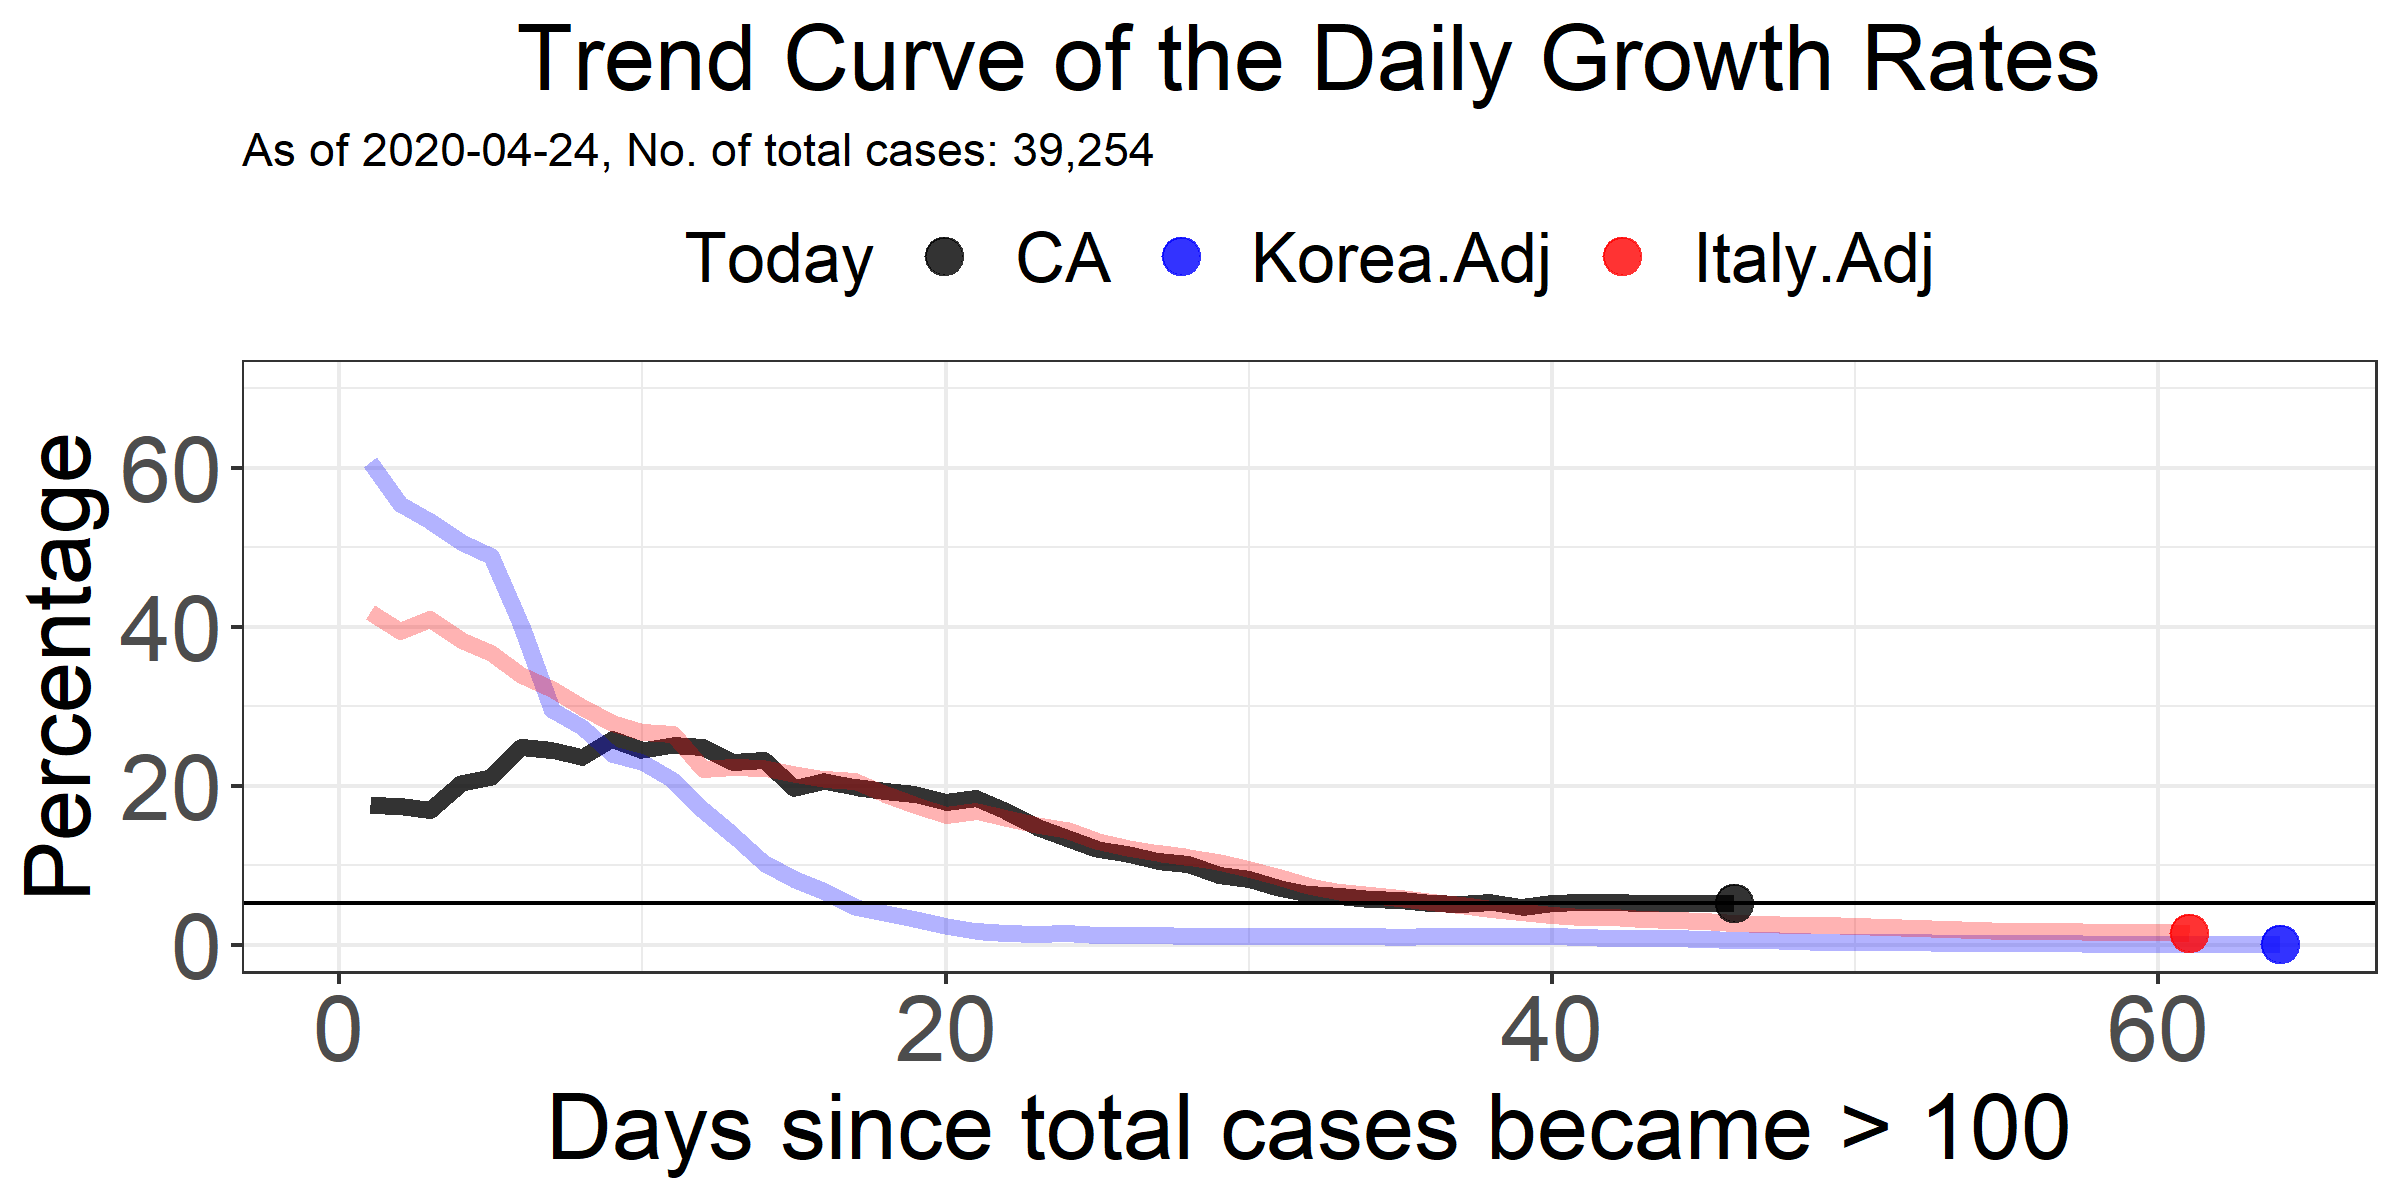 Trend Curve of the Daily Growth Rates
As of 2020-04-24, No. of total cases: 39,254
Today CA Korea.Adj Italy.Adj
Percentage
60
40
20
0
0 20 40 60
Days since total cases became > 100